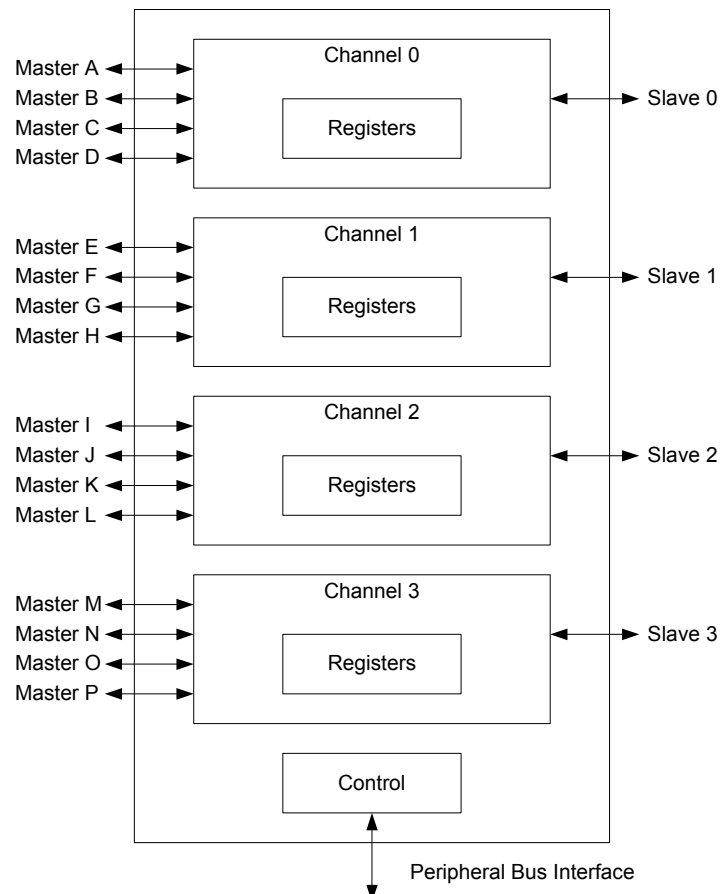 Channel 0
Master A
Master B
Master C
Master D
Registers
Slave 0
Channel 1
Master E
Master F
Master G
Master H
Registers
Slave 1
Channel 2
Master I
Master J
Master K
Master L
Registers
Slave 2
Channel 3
Master M
Master N
Master O
Master P
Registers
Slave 3
Control
Peripheral Bus Interface